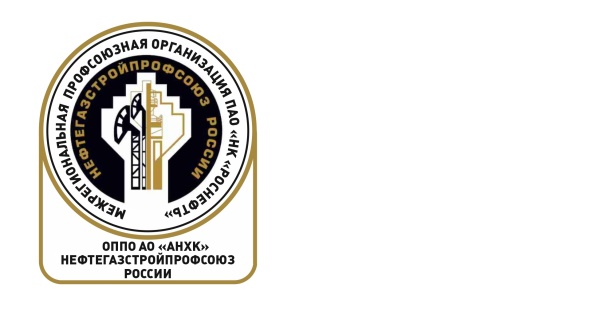 МЕЖРЕГИОНАЛЬНАЯ ПРОФСОЮЗНАЯ ОРГАНИЗАЦИЯ ПАО «НК «РОСНЕФТЬ»
НЕФТЕГАЗСТРОЙПРОФСОЮЗ РОССИИ
ОППО АО «АНХК»
НЕФТЕГАЗСТРОЙПРОФСОЮЗ
РОССИИ